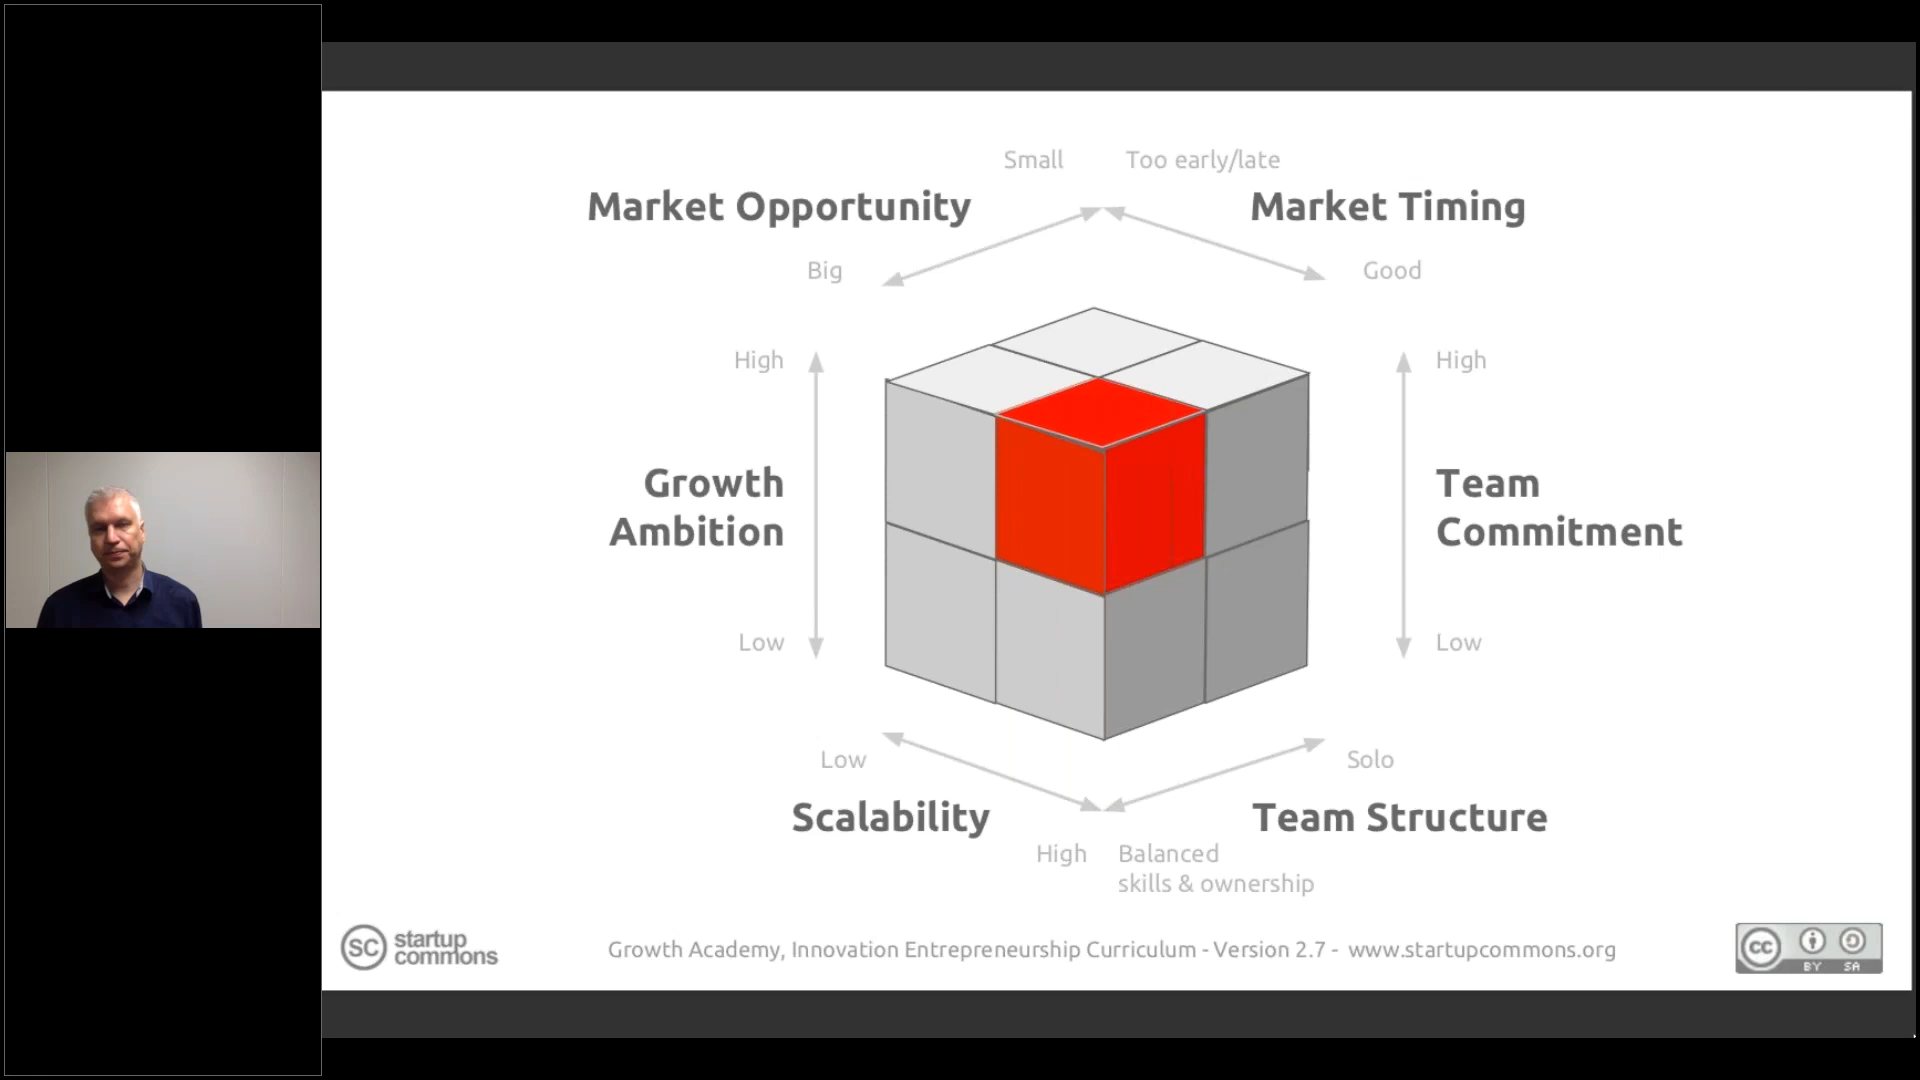 Small
Too early/late
Market Opportunity
Market Timing
Big
Good
High
High
Growth
Ambition
Team
Commitment
Low
Low
Low
Solo
Scalability
Team Structure
High
Balanced
skills & ownership
SC startup
commons
Growth Academy, Innovation Entrepreneurship Curriculum - Version 2.7 - www.startupcommons.org
cc
BY SA